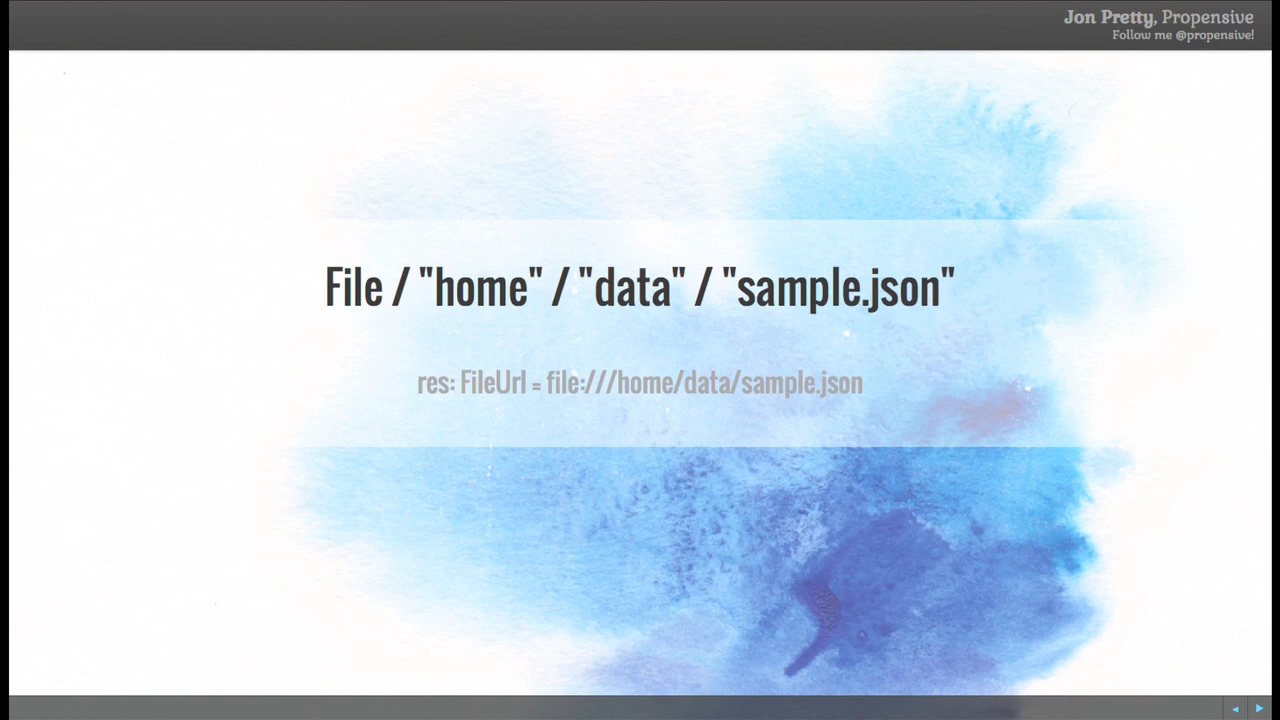 Jon Pretty, Propensive
Follow me @propensive!
File / "home" / "data" / "sample.json"
res: FileUrl = file:///home/data/sample.json